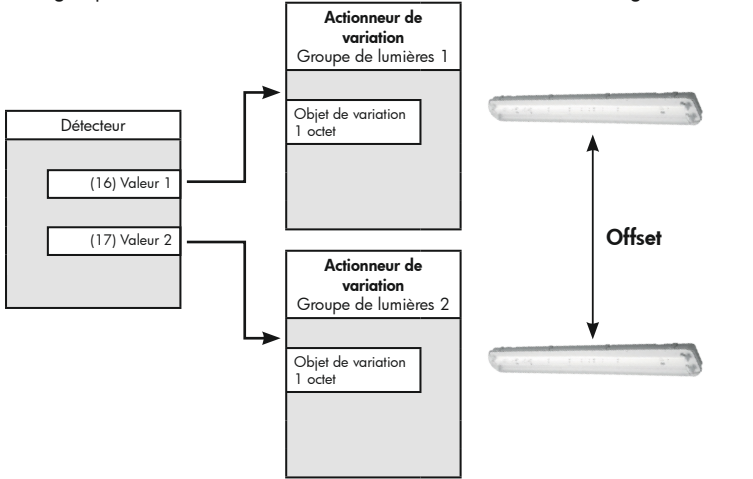 Actionneur de
variation
Groupe de lumières 1
Objet de variation
1 octet
Détecteur
(16) Valeur 1
(17) Valeur 2
Offset
Actionneur de
variation
Groupe de lumières 2
Objet de variation
1 octet